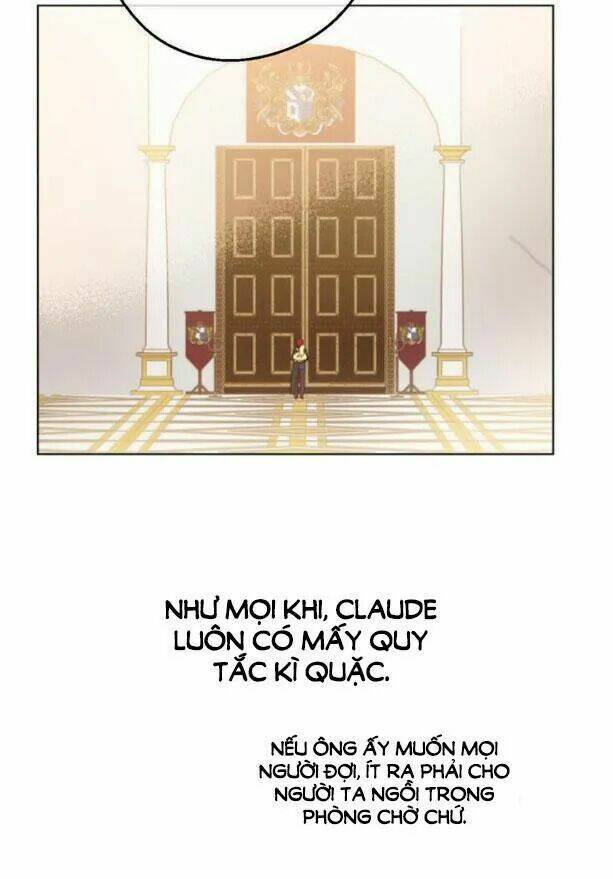 NHƯ MỌI KHI, CLAUDE
LUÔN CÓ MẤY QUY
TẮC KÌ QUẶC.
NẾU ÔNG ẤY MUỐN MỌI
NGƯỜI ĐỢI, ÍT RA PHẢI CHO
NGƯỜI TA NGỒI TRONG
PHÒNG CHỜ CHỨ.